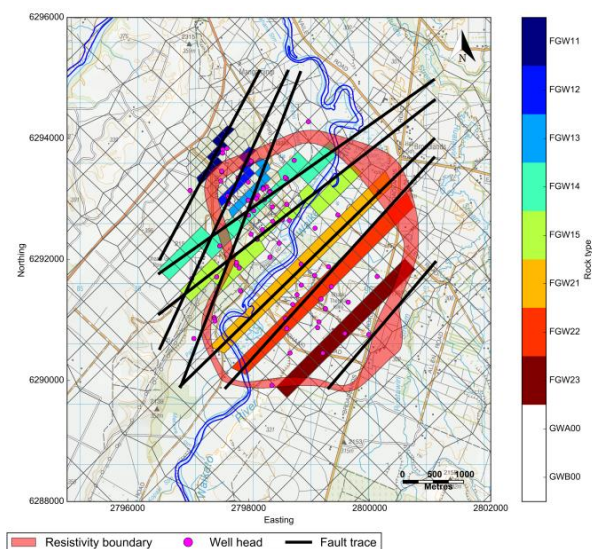 6296000
6294000
6292000
6290000
6288000
Northing
2796000
2798000
2800000
2802000
Easting
N
0 500 1000
Metres
River
FGW11
FGW12
FGW13
FGW14
FGW15
FGW21
FGW22
FGW23
GWA00
GWB00
Rock type
Resistivity boundary
Well head
Fault trace